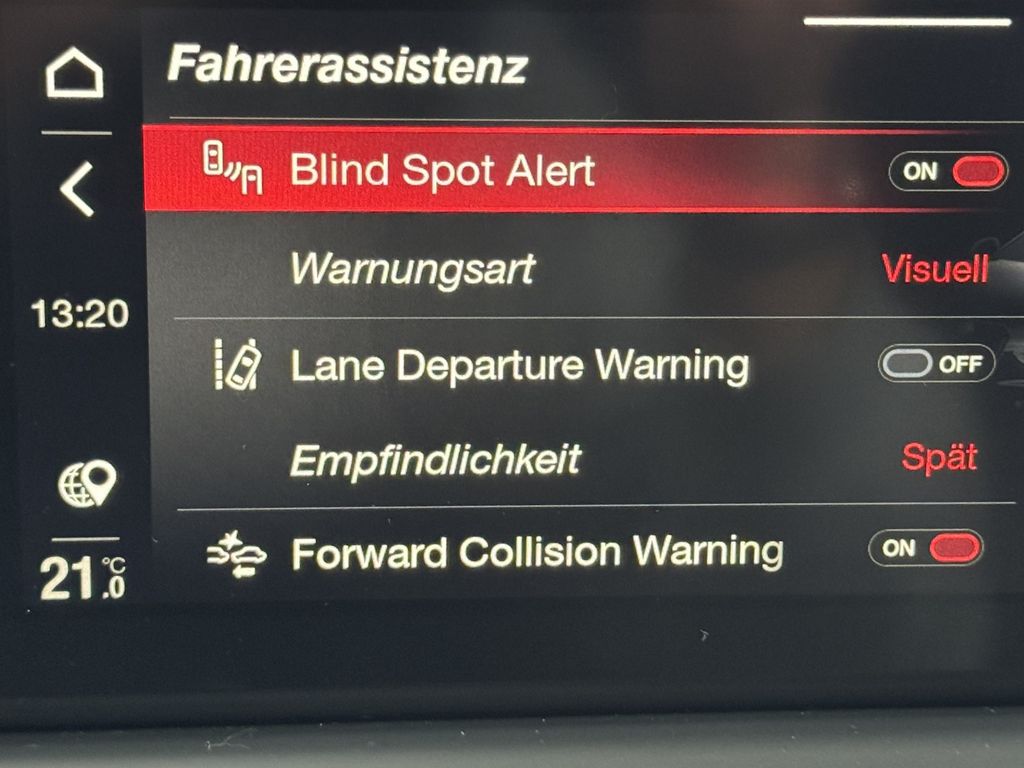 Fahrerassistenz
Blind Spot Alert ON
Warnungsart Visuell
13:20
Lane Departure Warning OFF
Empfindlichkeit Spät
Forward Collision Warning ON
21.0 °C